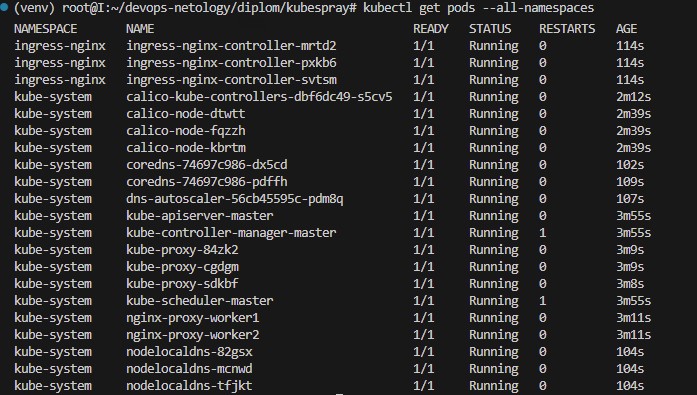 (venv) root@I:~/devops-netology/diplom/kubespray# kubectl get pods --all-namespaces
NAMESPACE NAME READY STATUS RESTARTS AGE
ingress-nginx ingress-nginx-controller-mrtd2 1/1 Running 0 114s
ingress-nginx ingress-nginx-controller-pxkb6 1/1 Running 0 114s
ingress-nginx ingress-nginx-controller-svtsm 1/1 Running 0 114s
kube-system calico-kube-controllers-dbf6dc49-s5cv5 1/1 Running 0 2m12s
kube-system calico-node-dtwtt 1/1 Running 0 2m39s
kube-system calico-node-fqzzh 1/1 Running 0 2m39s
kube-system calico-node-kbrtm 1/1 Running 0 2m39s
kube-system coredns-74697c986-dx5cd 1/1 Running 0 102s
kube-system coredns-74697c986-pdffh 1/1 Running 0 109s
kube-system dns-autoscaler-56cb45595c-pdm8q 1/1 Running 0 107s
kube-system kube-apiserver-master 1/1 Running 0 3m55s
kube-system kube-controller-manager-master 1/1 Running 1 3m55s
kube-system kube-proxy-84zk2 1/1 Running 0 3m9s
kube-system kube-proxy-cgdgm 1/1 Running 0 3m9s
kube-system kube-proxy-sdkbf 1/1 Running 0 3m8s
kube-system kube-scheduler-master 1/1 Running 1 3m55s
kube-system nginx-proxy-worker1 1/1 Running 0 3m11s
kube-system nginx-proxy-worker2 1/1 Running 0 3m11s
kube-system nodelocaldns-82gsx 1/1 Running 0 104s
kube-system nodelocaldns-mcnwd 1/1 Running 0 104s
kube-system nodelocaldns-tfjkt 1/1 Running 0 104s